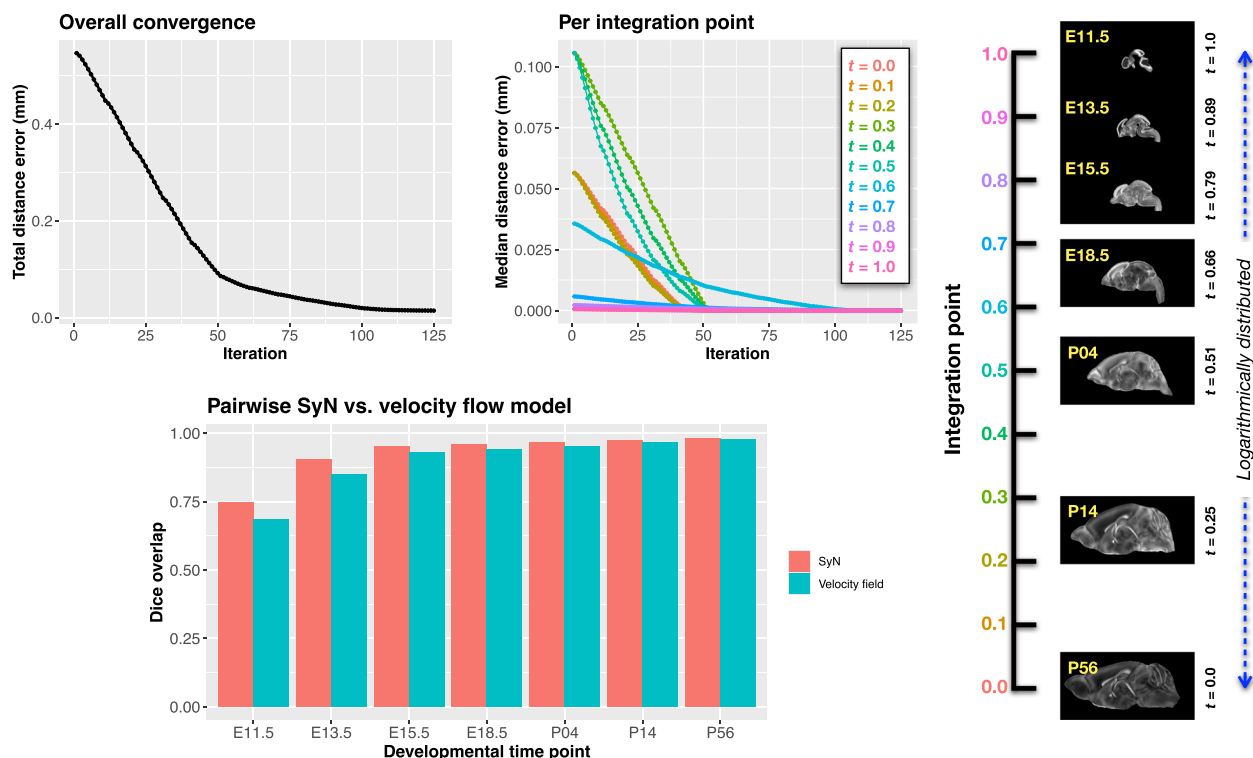 Overall convergence
Total distance error (mm)
0.4
0.2
0.0
0 25 50 75 100 125
Iteration
Per integration point
Median distance error (mm)
0.100
0.075
0.050
0.025
0.000
0 25 50 75 100 125
Iteration
t = 0.0
t = 0.1
t = 0.2
t = 0.3
t = 0.4
t = 0.5
t = 0.6
t = 0.7
t = 0.8
t = 0.9
t = 1.0
Pairwise SyN vs. velocity flow model
Dice overlap
1.00
0.75
0.50
0.25
0.00
E11.5 E13.5 E15.5 E18.5 P04 P14 P56
Developmental time point
SyN
Velocity field
Integration point
1.0
0.9
0.8
0.7
0.6
0.5
0.4
0.3
0.2
0.1
0.0
E11.5
t = 1.0
E13.5
t = 0.89
E15.5
t = 0.79
E18.5
t = 0.66
P04
t = 0.51
P14
t = 0.25
P56
t = 0.0
Logarithmically distributed